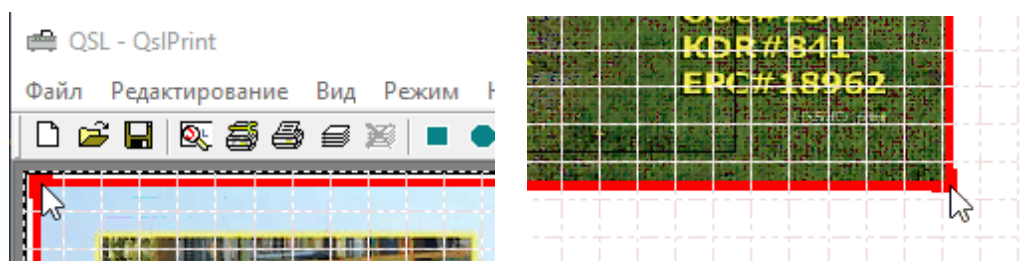 QSL - QslPrint
Файл Редактирование Вид Режим
KDR#841
EPC#18962